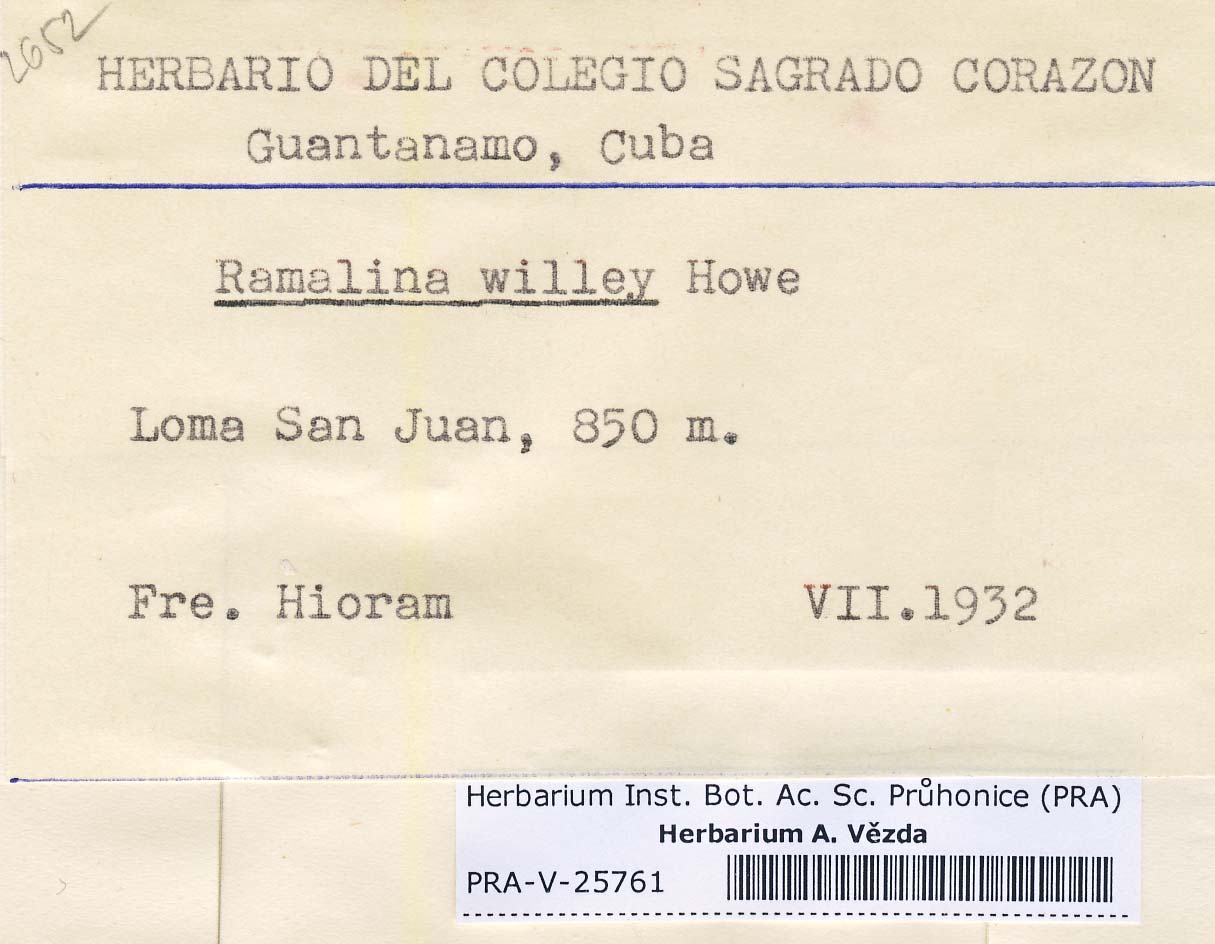 2652
HERBARIO DEL COLEGIO SAGRADO CORAZON
Guantanamo, Cuba
Ramalina willey Howe
Loma San Juan, 850 m.
Fre. Hioram VII.1932
Herbarium Inst. Bot. Ac. Sc. Průhonice (PRA)
Herbarium A. Vězda
PRA-V-25761